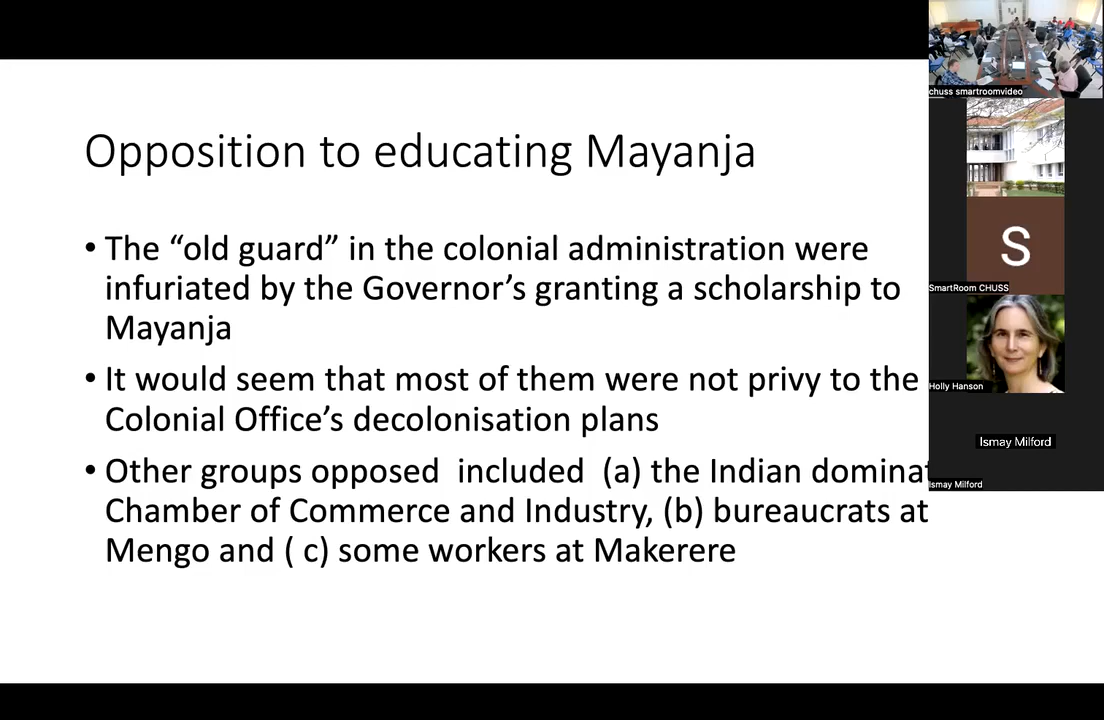 Opposition to educating Mayanja
• The “old guard” in the colonial administration were
infuriated by the Governor’s granting a scholarship to
Mayanja
• It would seem that most of them were not privy to the
Colonial Office’s decolonisation plans
• Other groups opposed  included  (a) the Indian dominat
Chamber of Commerce and Industry, (b) bureaucrats at
Mengo and ( c) some workers at Makerere
chuss smartroomvideo
S
SmartRoom CHUSS
Holly Hanson
Ismay Milford
Ismay Milford